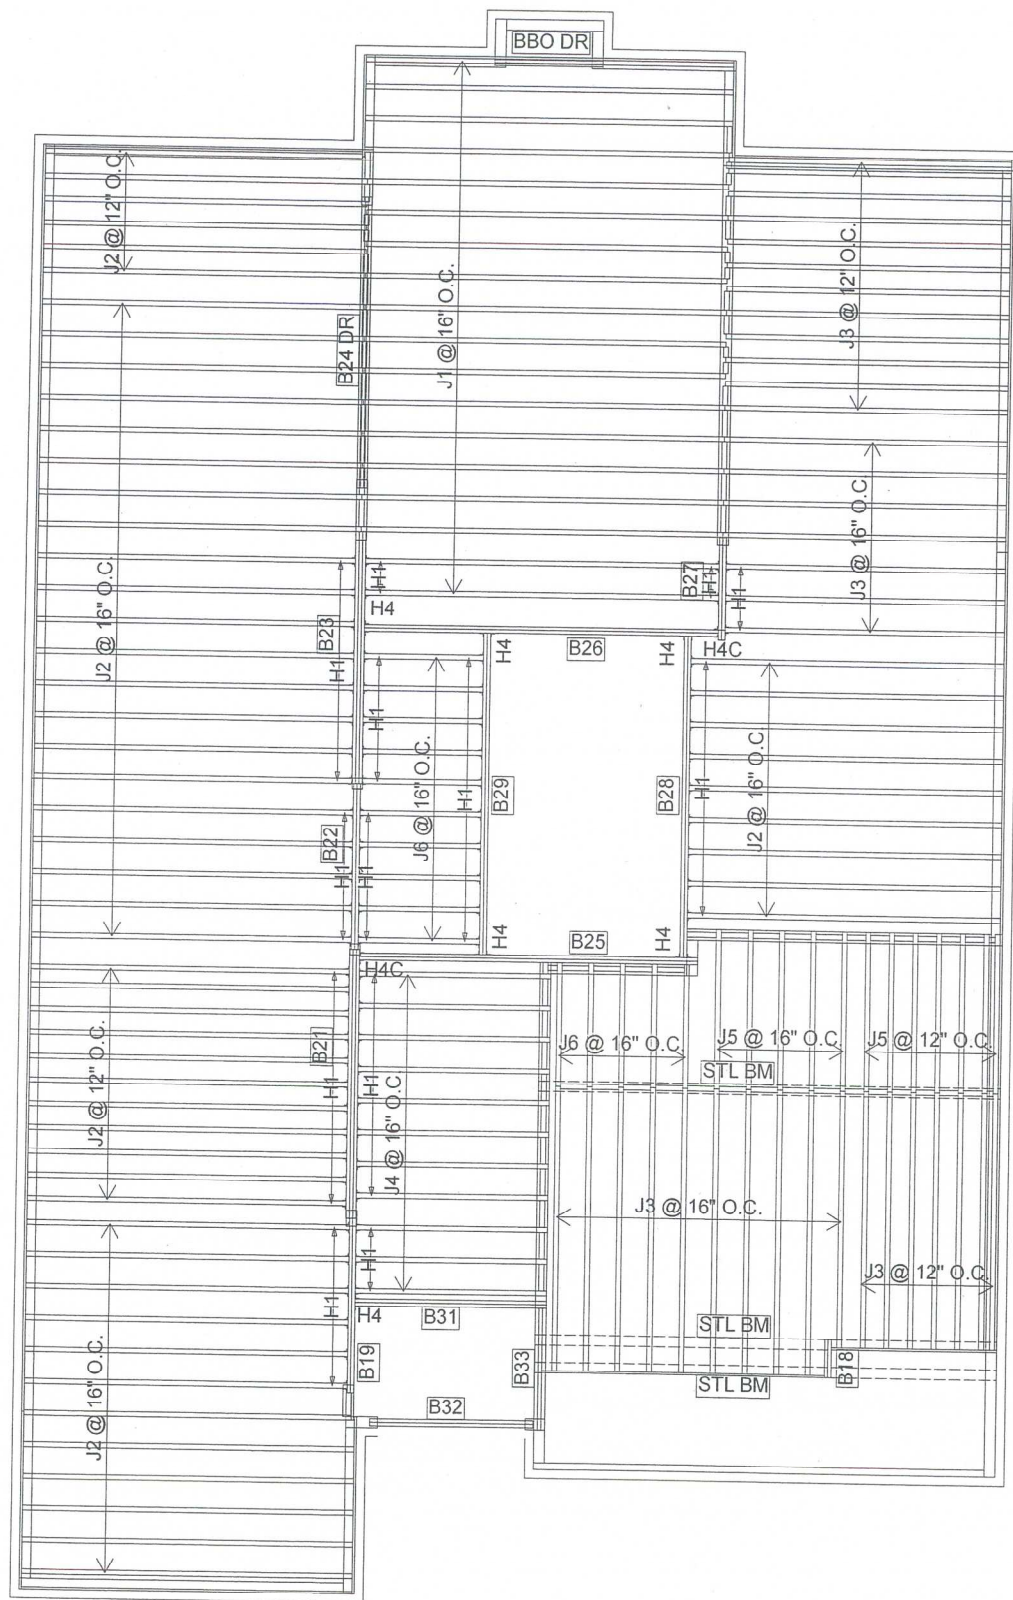 BBO DR
J2 @ 12" O.C.
J1 @ 16" O.C.
J3 @ 12" O.C.
B24 DR
J2 @ 16" O.C.
J3 @ 16" O.C.
H1
B27
H1
H1
H4
B23
H1
H4
B26
H4
H4C
H1
J6 @ 16" O.C.
H1
B29
B28
H1
J2 @ 16" O.C.
B22
H1
H1
H4
B25
H4
H4C
J2 @ 12" O.C.
B21
H1
H1
J4 @ 16" O.C.
J6 @ 16" O.C.
J5 @ 16" O.C.
J5 @ 12" O.C.
STL BM
J3 @ 16" O.C.
H1
H1
J3 @ 12" O.C.
H4
B31
STL BM
B19
B33
STL BM
B18
B32
J2 @ 16" O.C.